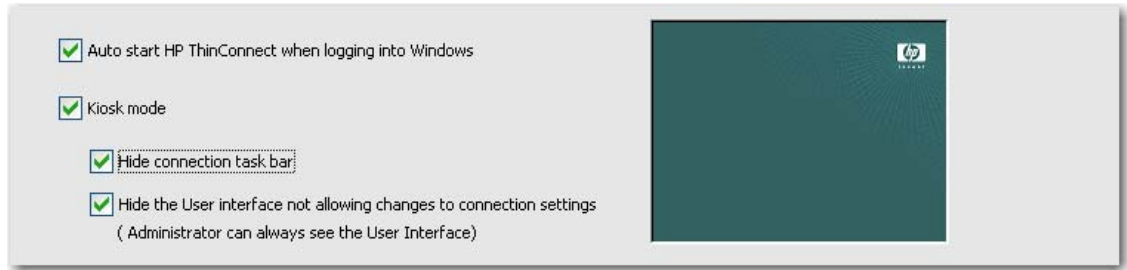 Auto start HP ThinConnect when logging into Windows
Kiosk mode
Hide connection task bar
Hide the User interface not allowing changes to connection settings
( Administrator can always see the User Interface)
hp